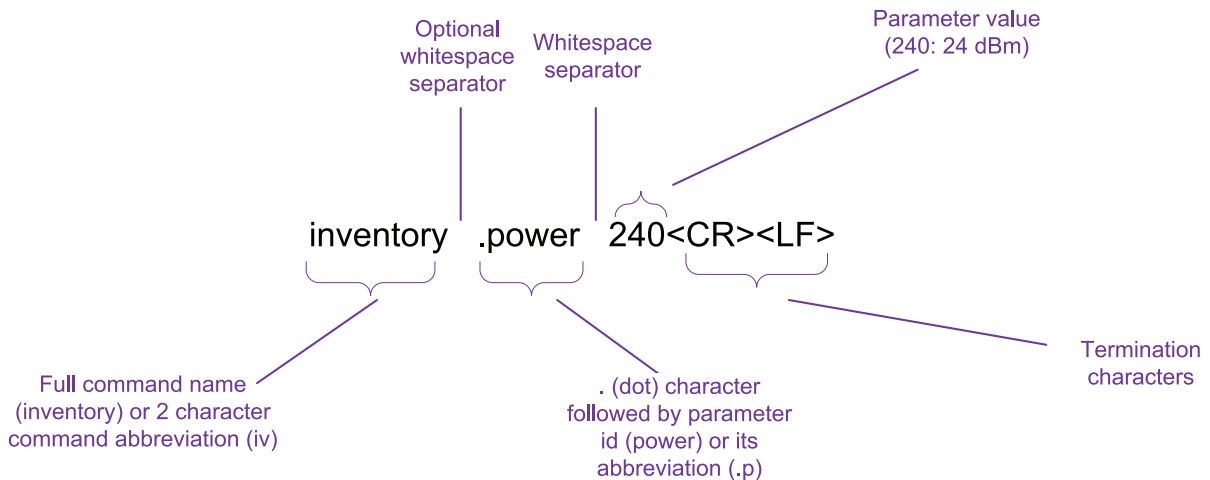 Parameter value
(240: 24 dBm)
Optional
whitespace
separator
Whitespace
separator
inventory .power 240<CR><LF>
Full command name
(inventory) or 2 character
command abbreviation (iv)
. (dot) character
followed by parameter
id (power) or its
abbreviation (.p)
Termination
characters